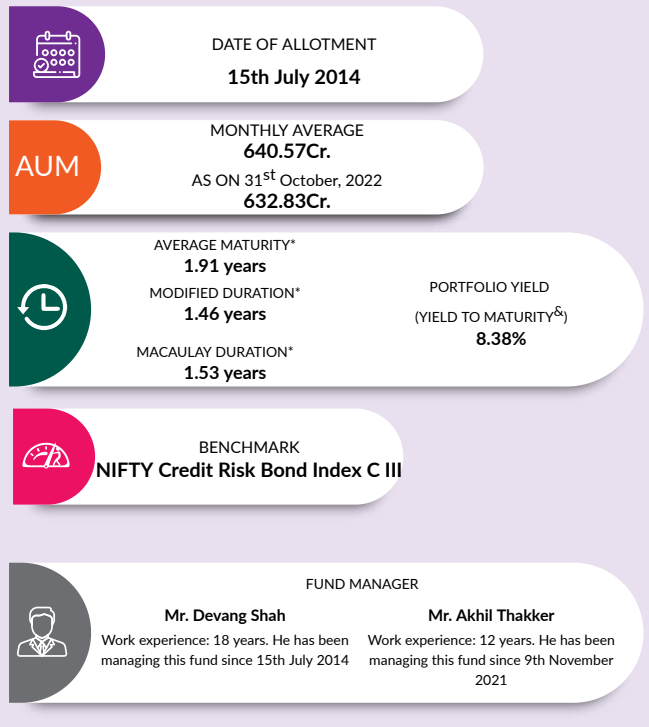 DATE OF ALLOTMENT
15th July 2014
AUM
MONTHLY AVERAGE
640.57Cr.
AS ON 31st October, 2022
632.83Cr.
AVERAGE MATURITY*
1.91 years
MODIFIED DURATION*
1.46 years
MACAULAY DURATION*
1.53 years
PORTFOLIO YIELD
(YIELD TO MATURITY&)
8.38%
BENCHMARK
NIFTY Credit Risk Bond Index C III
FUND MANAGER
Mr. Devang Shah
Work experience: 18 years. He has been
managing this fund since 15th July 2014
Mr. Akhil Thakker
Work experience: 12 years. He has been
managing this fund since 9th November
2021